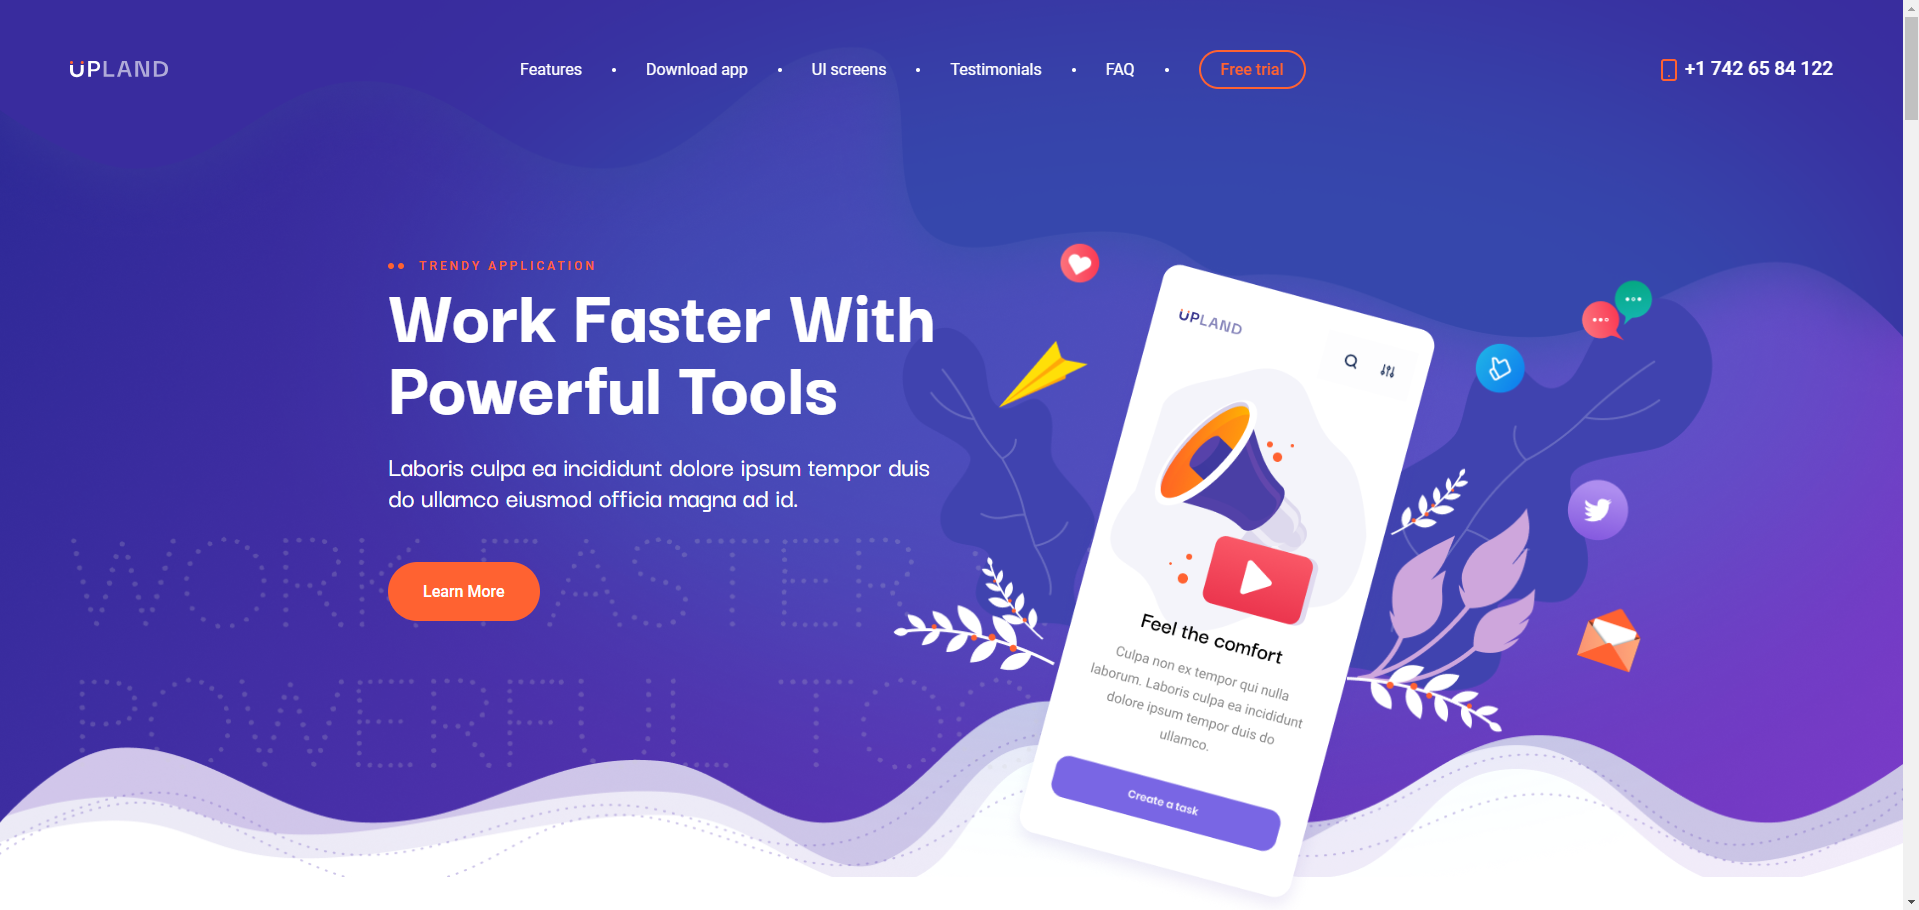 UPLAND
Features
Download app
UI screens
Testimonials
FAQ
Free trial
+1 742 65 84 122
TRENDY APPLICATION
Work Faster With
Powerful Tools
Laboris culpa ea incididunt dolore ipsum tempor duis
do ullamco eiusmod officia magna ad id.
WORK FASTER
POWERFUL TO
Learn More
UPLAND
Feel the comfort
Culpa non ex tempor qui nulla
laborum. Laboris culpa ea incididunt
dolore ipsum tempor duis do
ullamco.
Create a task